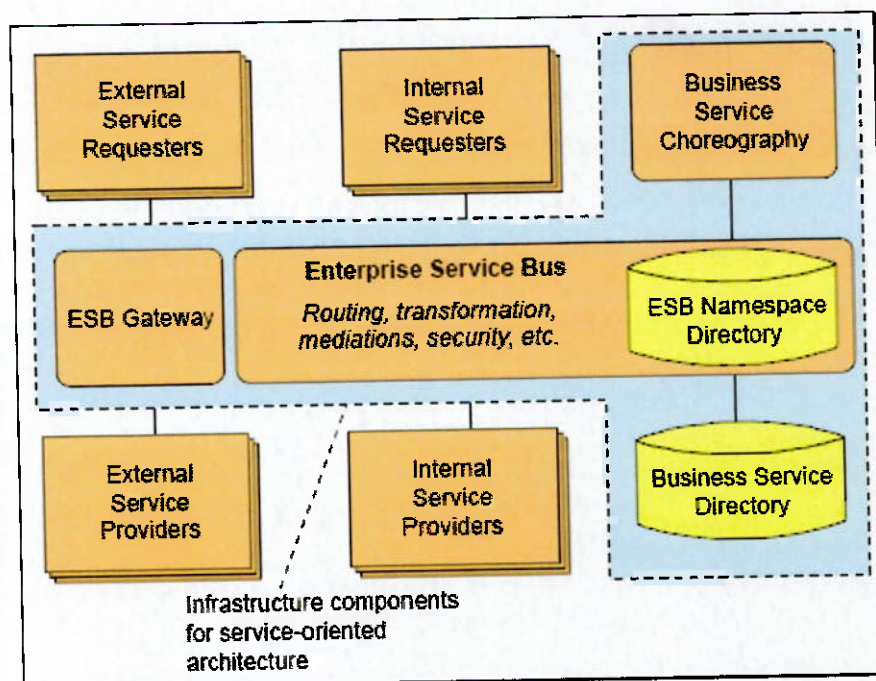 External
Service
Requesters
Internal
Service
Requesters
Business
Service
Choreography
ESB Gateway
Enterprise Service Bus
Routing, transformation,
mediations, security, etc.
ESB Namespace
Directory
External
Service
Providers
Internal
Service
Providers
Business Service
Directory
Infrastructure components
for service-oriented
architecture